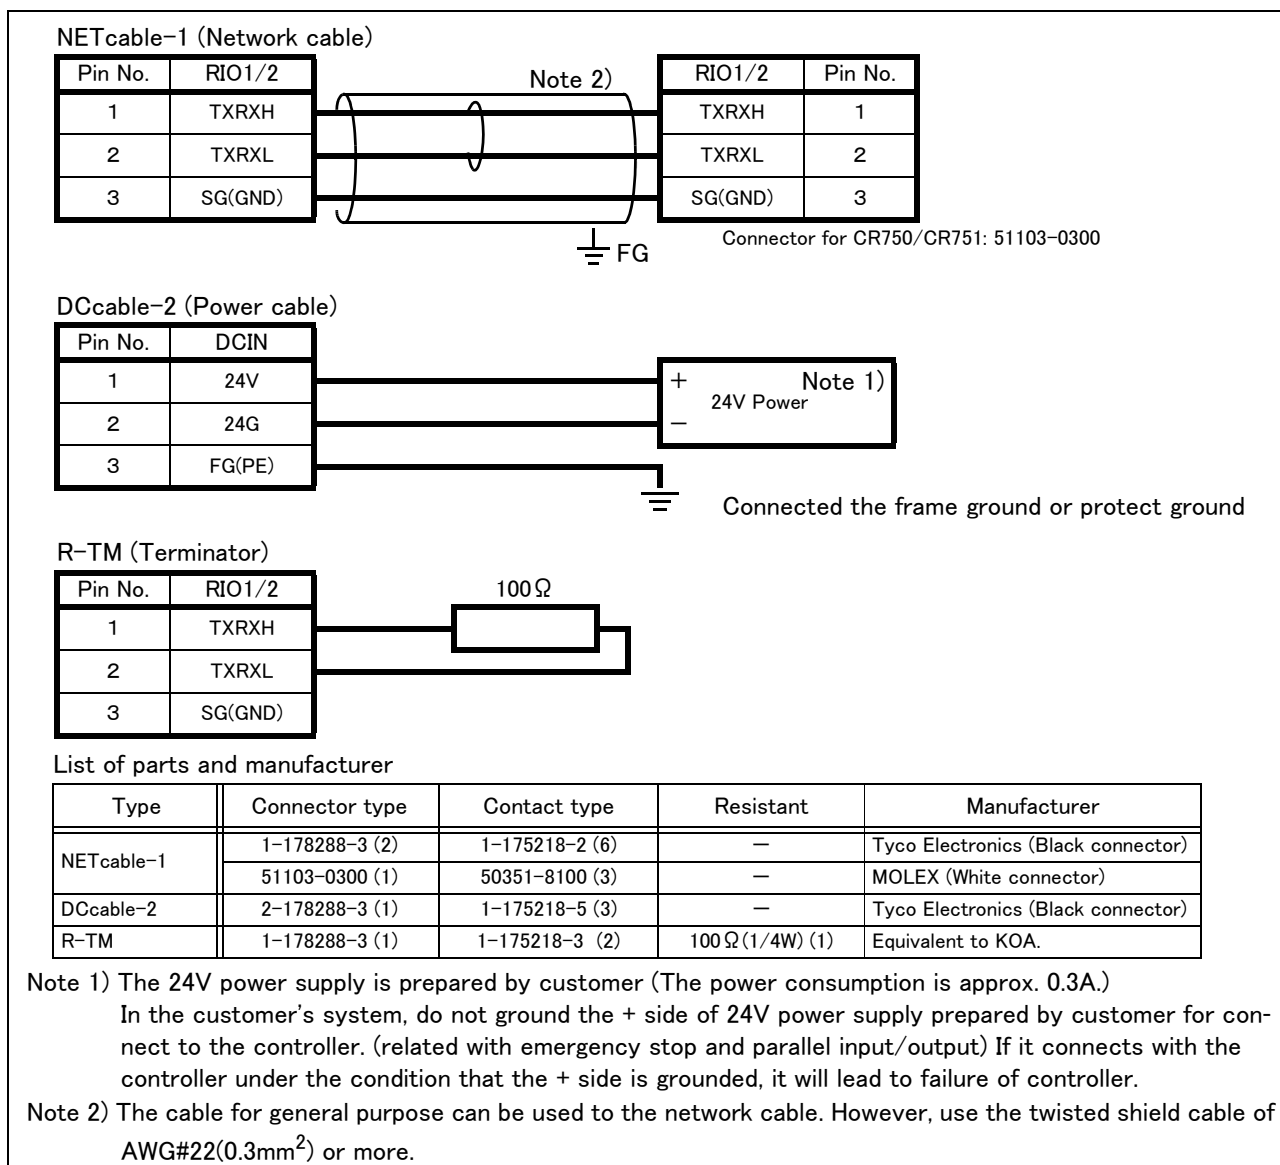 NETcable-1 (Network cable)
Pin No. RIO1/2 Note 2) RIO1/2 Pin No.
1 TXRXH TXRXH 1
2 TXRXL TXRXL 2
3 SG(GND) SG(GND) 3
FG Connector for CR750/CR751: 51103-0300
DCcable-2 (Power cable)
Pin No. DCIN
1 24V + Note 1)
24V Power
2 24G −
3 FG(PE)
Connected the frame ground or protect ground
R-TM (Terminator)
Pin No. RIO1/2 100Ω
1 TXRXH
2 TXRXL
3 SG(GND)
List of parts and manufacturer
Type Connector type Contact type Resistant Manufacturer
NETcable-1 1-178288-3 (2) 1-175218-2 (6) − Tyco Electronics (Black connector)
51103-0300 (1) 50351-8100 (3) − MOLEX (White connector)
DCcable-2 2-178288-3 (1) 1-175218-5 (3) − Tyco Electronics (Black connector)
R-TM 1-178288-3 (1) 1-175218-3 (2) 100Ω(1/4W) (1) Equivalent to KOA.
Note 1) The 24V power supply is prepared by customer (The power consumption is approx. 0.3A.)
In the customer's system, do not ground the + side of 24V power supply prepared by customer for con-
nect to the controller. (related with emergency stop and parallel input/output) If it connects with the
controller under the condition that the + side is grounded, it will lead to failure of controller.
Note 2) The cable for general purpose can be used to the network cable. However, use the twisted shield cable of
AWG#22(0.3mm²) or more.